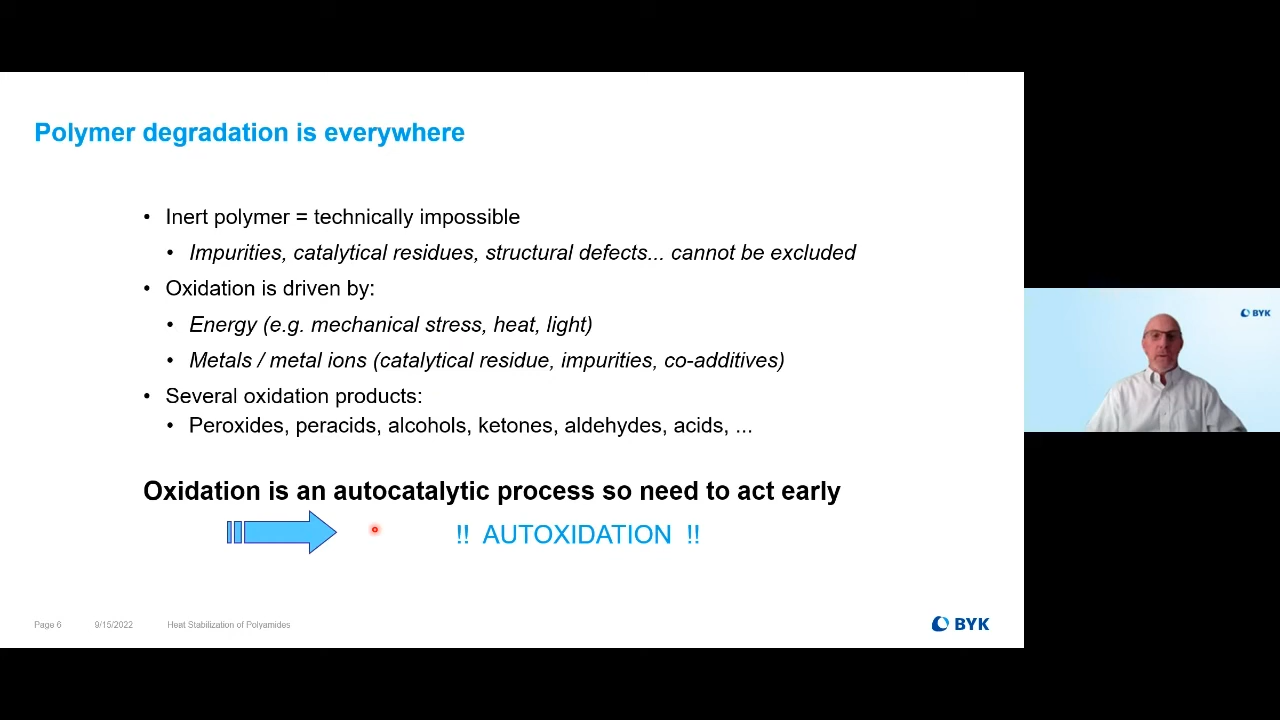 Polymer degradation is everywhere
• Inert polymer = technically impossible
• Impurities, catalytical residues, structural defects... cannot be excluded
• Oxidation is driven by:
• Energy (e.g. mechanical stress, heat, light)
• Metals / metal ions (catalytical residue, impurities, co-additives)
• Several oxidation products:
• Peroxides, peracids, alcohols, ketones, aldehydes, acids, ...
Oxidation is an autocatalytic process so need to act early
!! AUTOXIDATION !!
Page 6 9/15/2022 Heat Stabilization of Polyamides
BYK
BYK